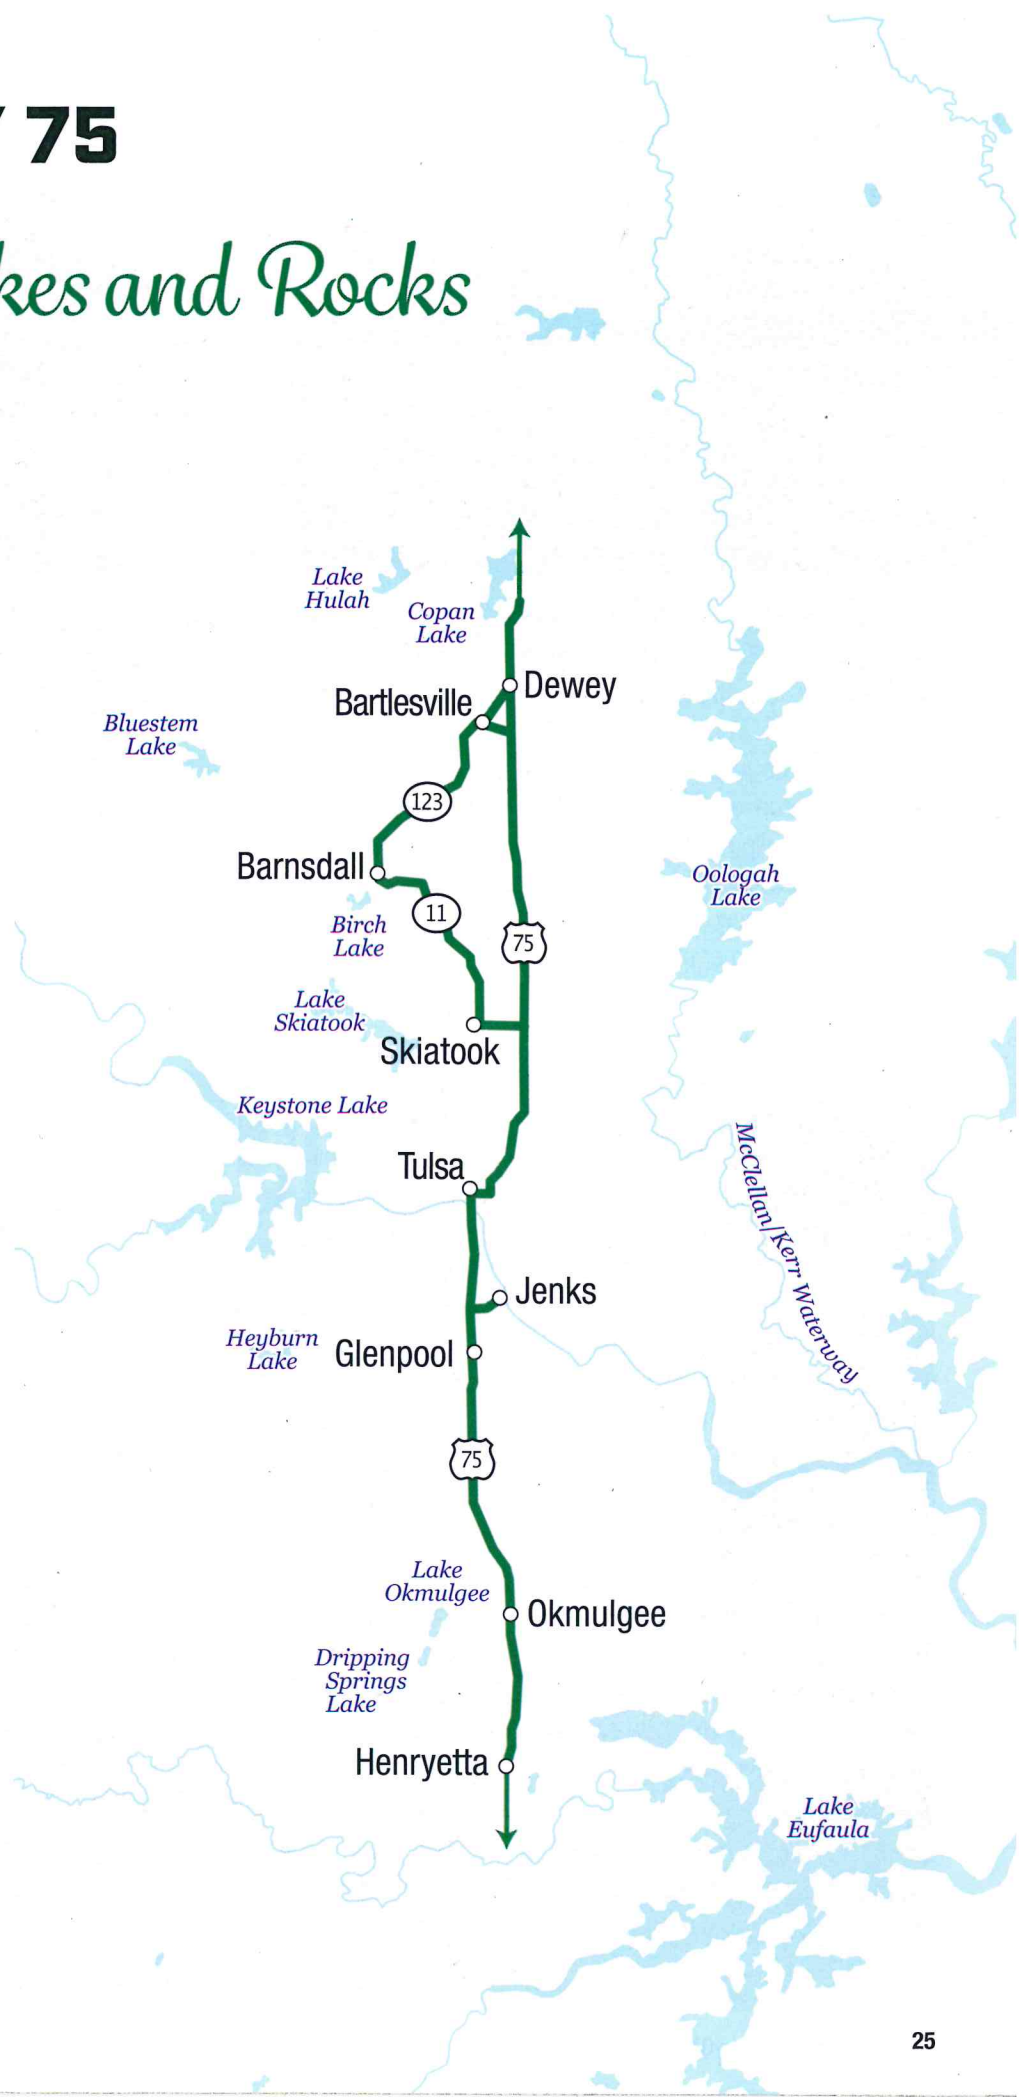 75
kes and Rocks
Lake
Hulah
Copan
Lake
Dewey
Bartlesville
Bluestem
Lake
123
Barnsdall
Oologah
Lake
11
Birch
Lake
75
Lake
Skiatook
Skiatook
Keystone Lake
McClellan/Kerr Waterway
Tulsa
Jenks
Heyburn
Lake
Glenpool
75
Lake
Okmulgee
Okmulgee
Dripping
Springs
Lake
Henryetta
Lake
Eufaula
25